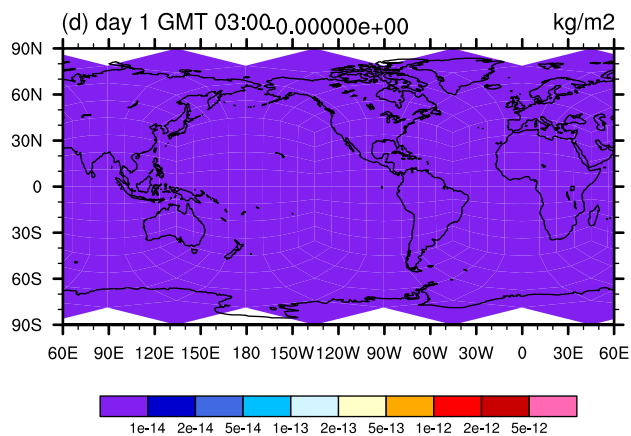 (d) day 1 GMT 03:00 -0.00000e+00 kg/m2
90N
60N
30N
0
30S
60S
90S
60E 90E 120E 150E 180 150W 120W 90W 60W 30W 0 30E 60E
1e-14 2e-14 5e-14 1e-13 2e-13 5e-13 1e-12 2e-12 5e-12